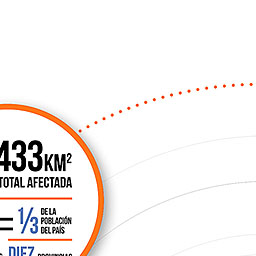 433KM²
TOTAL AFECTADA
= 1/3 DE LA
POBLACIÓN
DEL PAÍS
DIEZ